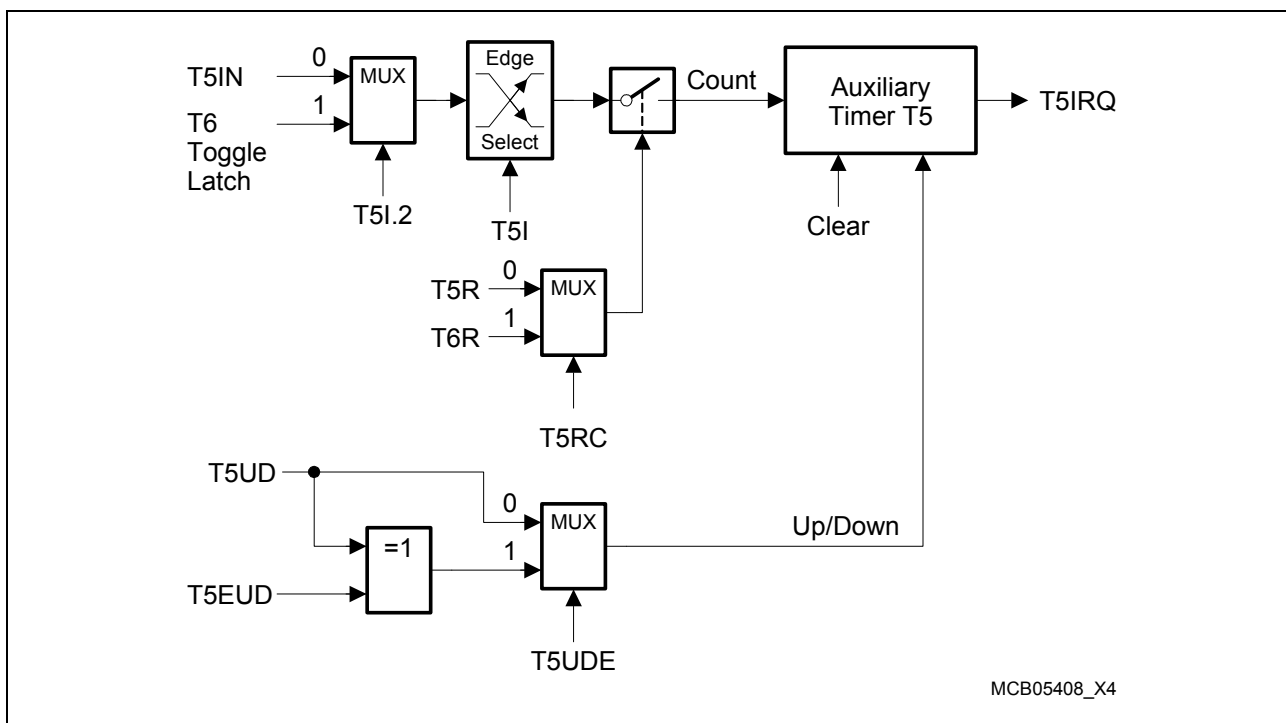 T5IN
0
MUX
Edge
Select
Count
Auxiliary
Timer T5
T5IRQ
T6
Toggle
Latch
1
T5I.2
T5I
Clear
T5R
0
MUX
T6R
1
T5RC
T5UD
0
MUX
Up/Down
=1
1
T5EUD
T5UDE
MCB05408_X4